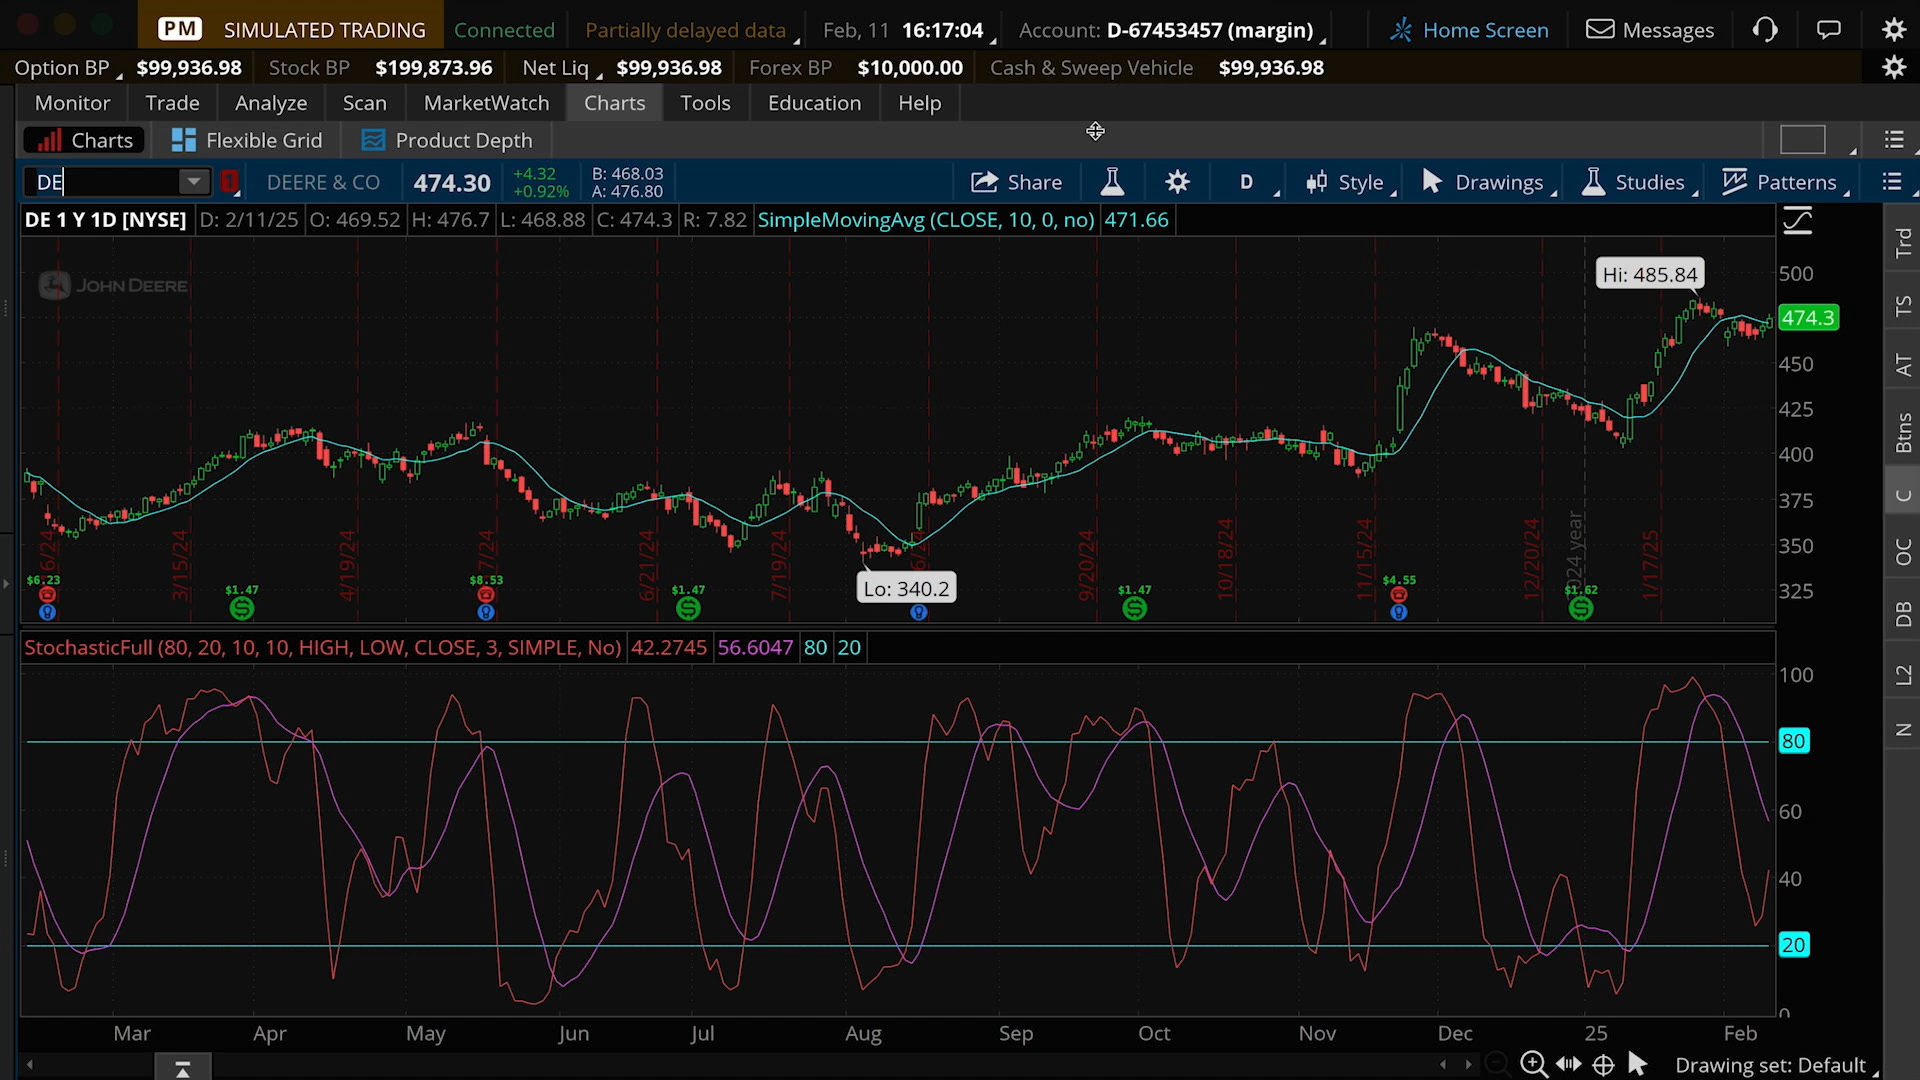 PM SIMULATED TRADING Connected Partially delayed data Feb, 11 16:17:04 Account: D-67453457 (margin) Home Screen Messages
Option BP $99,936.98 Stock BP $199,873.96 Net Liq $99,936.98 Forex BP $10,000.00 Cash & Sweep Vehicle $99,936.98
Monitor Trade Analyze Scan MarketWatch Charts Tools Education Help
Charts Flexible Grid Product Depth
DE 1 DEERE & CO 474.30 +4.32 +0.92% B: 468.03 A: 476.80 Share D Style Drawings Studies Patterns
DE 1 Y 1D [NYSE] D: 2/11/25 O: 469.52 H: 476.7 L: 468.88 C: 474.3 R: 7.82 SimpleMovingAvg (CLOSE, 10, 0, no) 471.66
JOHN DEERE
Hi: 485.84
500
474.3
450
425
400
375
350
325
3/15/24 4/19/24 6/21/24 7/19/24 9/20/24 10/18/24 11/15/24 12/20/24 1/17/25
Lo: 340.2
$6.23 $1.47 $8.53 $1.47 $1.47 $4.55 $1.62
StochasticFull (80, 20, 10, 10, HIGH, LOW, CLOSE, 3, SIMPLE, No) 42.2745 56.6047 80 20
100
80
60
40
20
0
Mar Apr May Jun Jul Aug Sep Oct Nov Dec 25 Feb
Drawing set: Default
Trd
TS
AT
Btns
C
OC
DB
L2
N